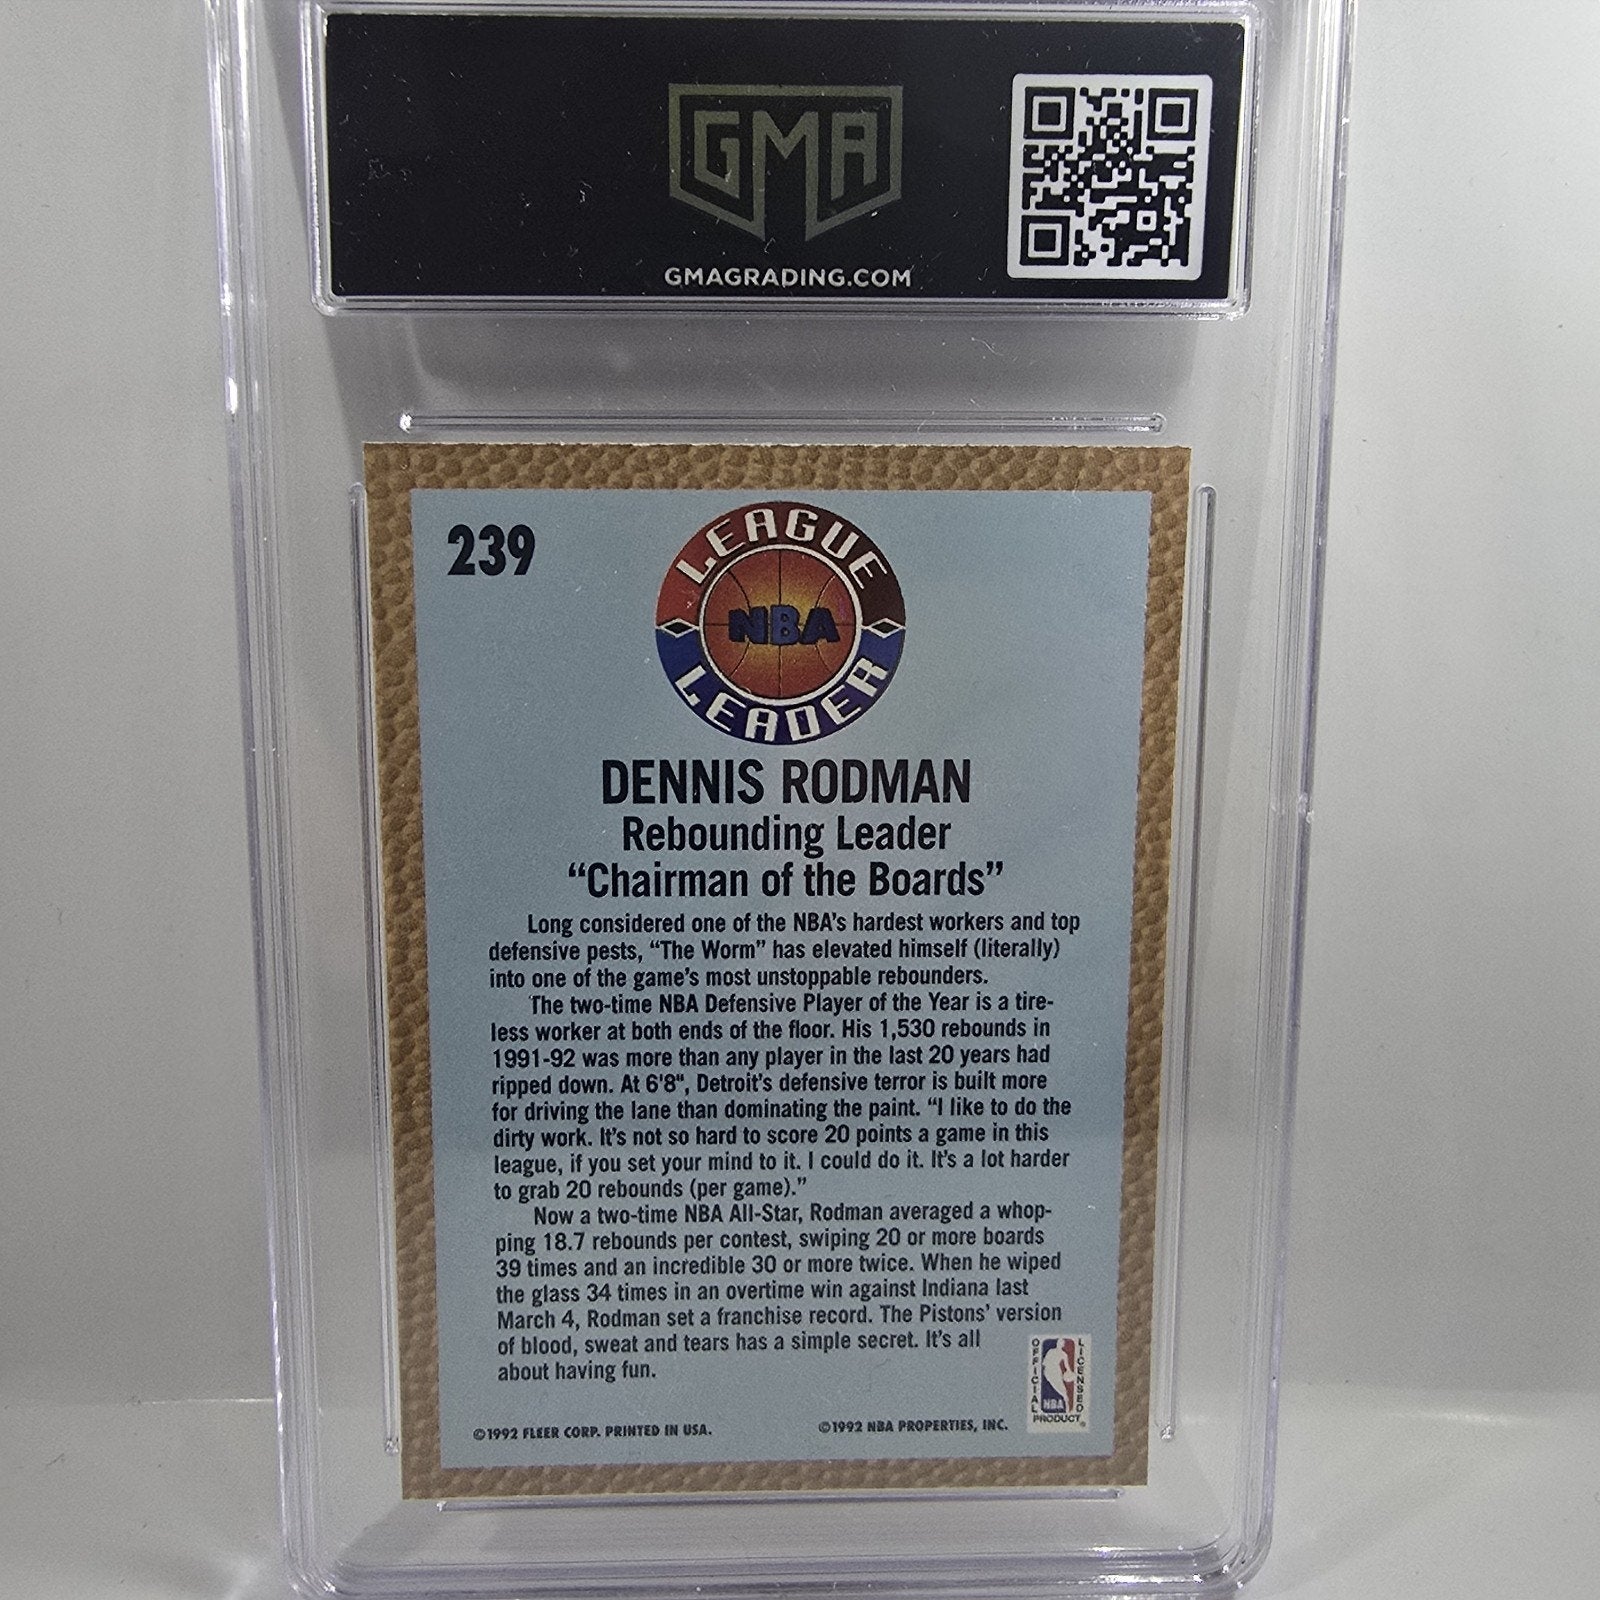 GMA
GMAGRADING.COM
239
LEAGUE
NBA
LEADER
DENNIS RODMAN
Rebounding Leader
“Chairman of the Boards”
Long considered one of the NBA's hardest workers and top
defensive pests, “The Worm” has elevated himself (literally)
into one of the game's most unstoppable rebounders.
The two-time NBA Defensive Player of the Year is a tire-
less worker at both ends of the floor. His 1,530 rebounds in
1991-92 was more than any player in the last 20 years had
ripped down. At 6'8", Detroit's defensive terror is built more
for driving the lane than dominating the paint. “I like to do the
dirty work. It's not so hard to score 20 points a game in this
league, if you set your mind to it. I could do it. It's a lot harder
to grab 20 rebounds (per game).”
Now a two-time NBA All-Star, Rodman averaged a whop-
ping 18.7 rebounds per contest, swiping 20 or more boards
39 times and an incredible 30 or more twice. When he wiped
the glass 34 times in an overtime win against Indiana last
March 4, Rodman set a franchise record. The Pistons' version
of blood, sweat and tears has a simple secret. It's all
about having fun.
OFFICIAL
LICENSED
NBA
PRODUCT
©1992 FLEER CORP. PRINTED IN USA.
©1992 NBA PROPERTIES, INC.